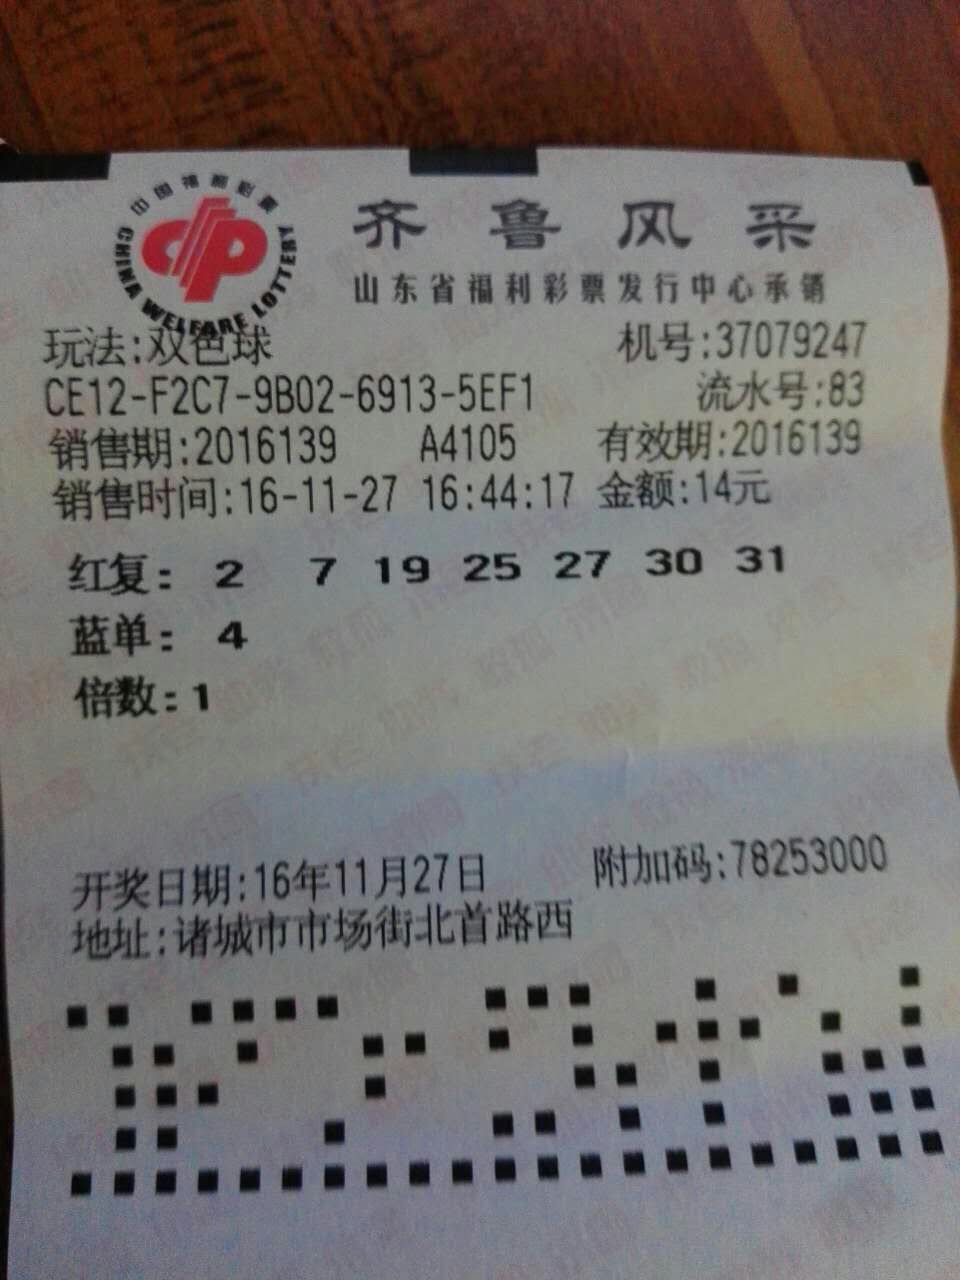 中国福利彩票
CHINA WELFARE LOTTERY
齐鲁风采
山东省福利彩票发行中心承销
玩法:双色球 机号:37079247
CE12-F2C7-9B02-6913-5EF1 流水号:83
销售期:2016139 A4105 有效期:2016139
销售时间:16-11-27 16:44:17 金额:14元
红复: 2 7 19 25 27 30 31
蓝单: 4
倍数:1
开奖日期:16年11月27日 附加码:78253000
地址:诸城市市场街北首路西